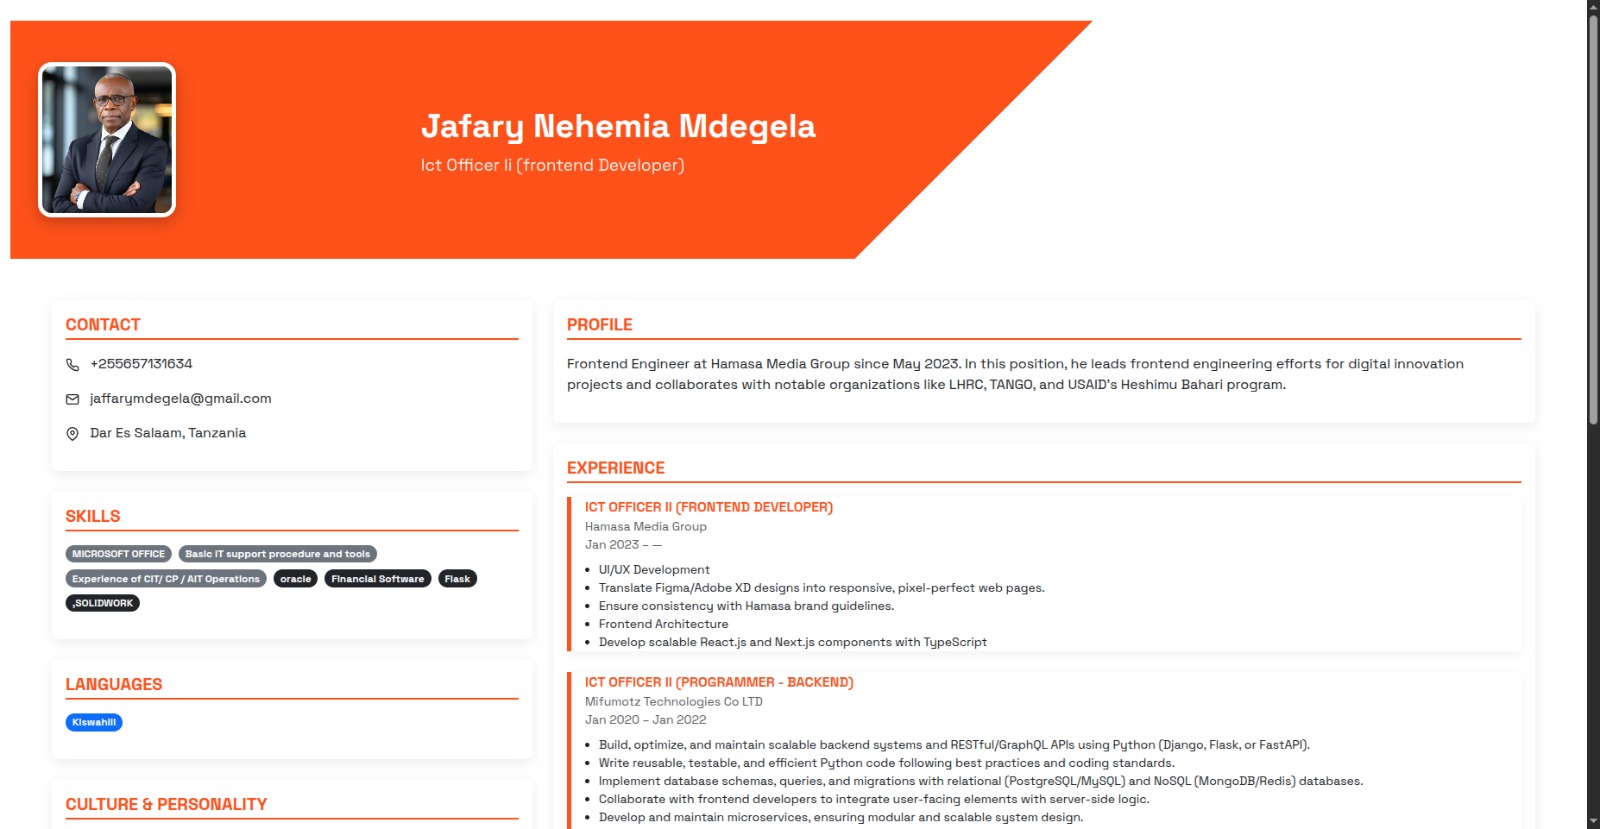 Jafary Nehemia Mdegela
Ict Officer Ii (frontend Developer)
CONTACT
+255657131634
jaffarymdegela@gmail.com
Dar Es Salaam, Tanzania
SKILLS
MICROSOFT OFFICE Basic IT support procedure and tools
Experience of CIT/ CP / AIT Operations oracle Financial Software Flask
,SOLIDWORK
LANGUAGES
Kiswahili
CULTURE & PERSONALITY
PROFILE
Frontend Engineer at Hamasa Media Group since May 2023. In this position, he leads frontend engineering efforts for digital innovation
projects and collaborates with notable organizations like LHRC, TANGO, and USAID's Heshimu Bahari program.
EXPERIENCE
ICT OFFICER II (FRONTEND DEVELOPER)
Hamasa Media Group
Jan 2023 – —
• UI/UX Development
• Translate Figma/Adobe XD designs into responsive, pixel-perfect web pages.
• Ensure consistency with Hamasa brand guidelines.
• Frontend Architecture
• Develop scalable React.js and Next.js components with TypeScript
ICT OFFICER II (PROGRAMMER - BACKEND)
Mifumotz Technologies Co LTD
Jan 2020 – Jan 2022
• Build, optimize, and maintain scalable backend systems and RESTful/GraphQL APIs using Python (Django, Flask, or FastAPI).
• Write reusable, testable, and efficient Python code following best practices and coding standards.
• Implement database schemas, queries, and migrations with relational (PostgreSQL/MySQL) and NoSQL (MongoDB/Redis) databases.
• Collaborate with frontend developers to integrate user-facing elements with server-side logic.
• Develop and maintain microservices, ensuring modular and scalable system design.